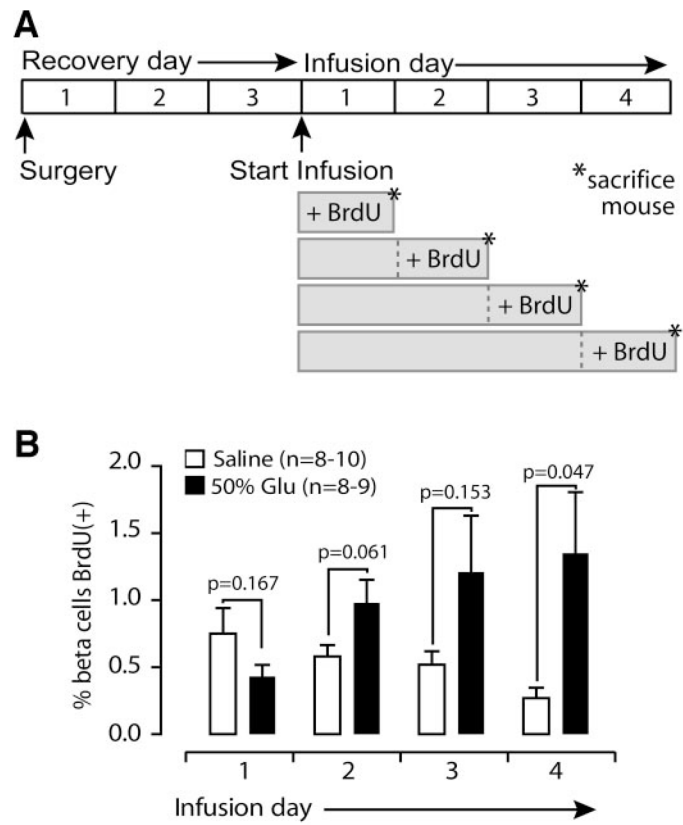 A
Recovery day Infusion day
1 2 3 1 2 3 4
Surgery Start Infusion
*sacrifice
mouse
+ BrdU*
+ BrdU*
+ BrdU*
+ BrdU*
B
% beta cells BrdU(+)
2.0
1.5
1.0
0.5
0.0
Saline (n=8-10)
50% Glu (n=8-9)
p=0.167
p=0.061
p=0.153
p=0.047
1 2 3 4
Infusion day